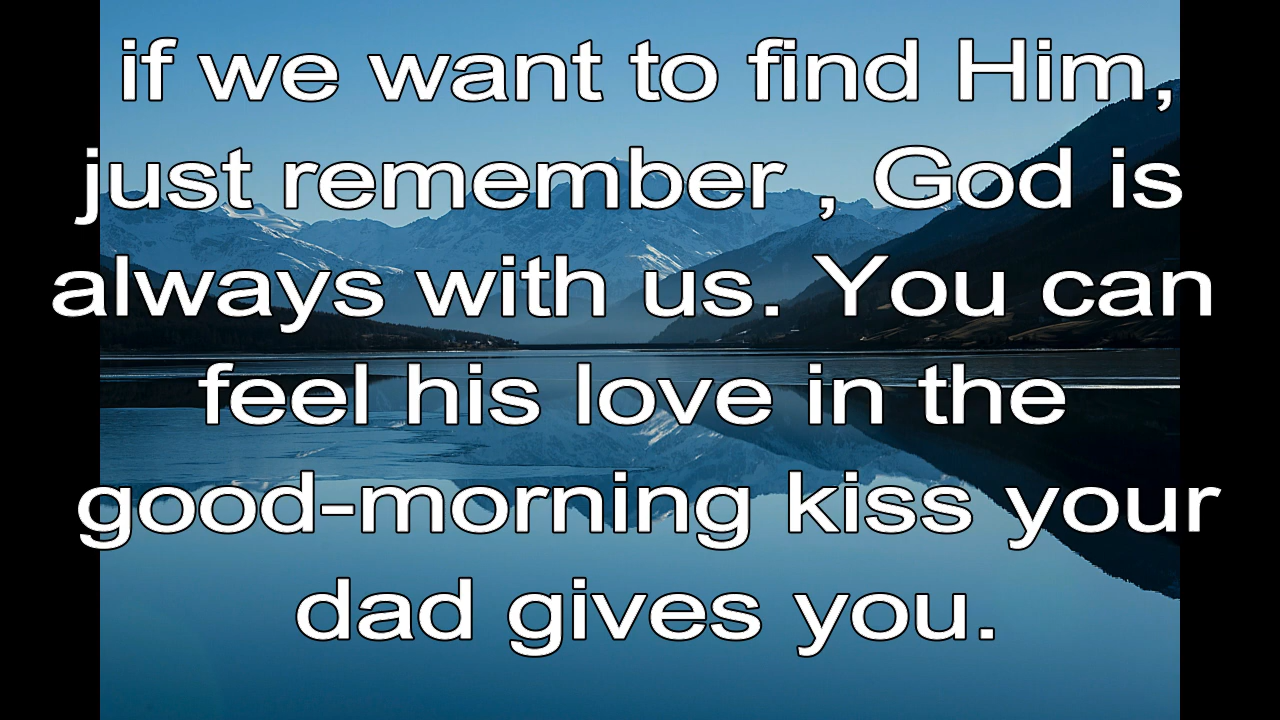 if we want to find Him,
just remember , God is
always with us. You can
feel his love in the
good-morning kiss your
dad gives you.